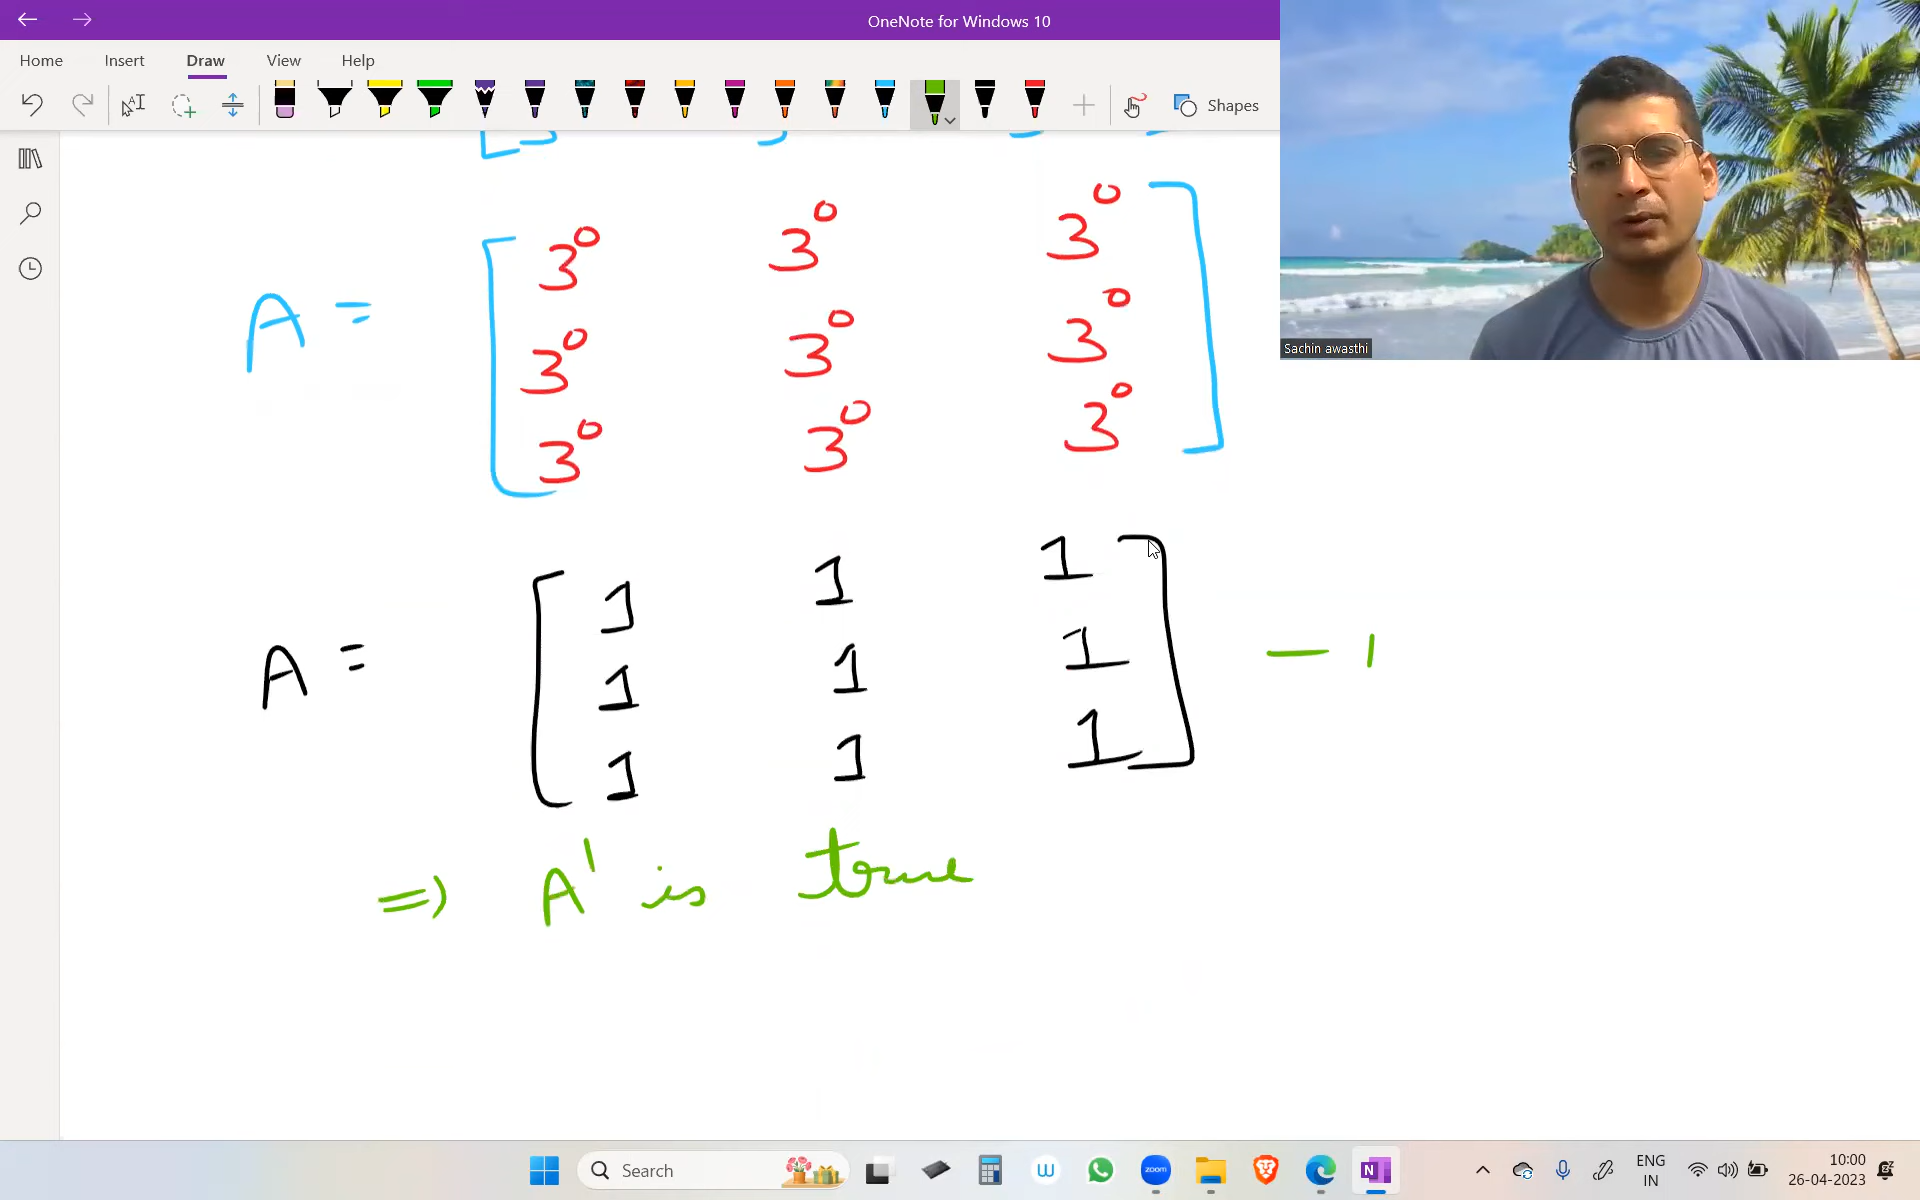 OneNote for Windows 10
Home Insert Draw View Help
Shapes
3⁰ 3⁰ 3⁰
A = 3⁰ 3⁰ 3⁰
3⁰ 3⁰ 3⁰
Sachin awasthi
1 1 1
A = 1 1 1 — 1
1 1 1
⇒ A' is true
Search
W
zoom
N
ENG
IN
10:00
26-04-2023